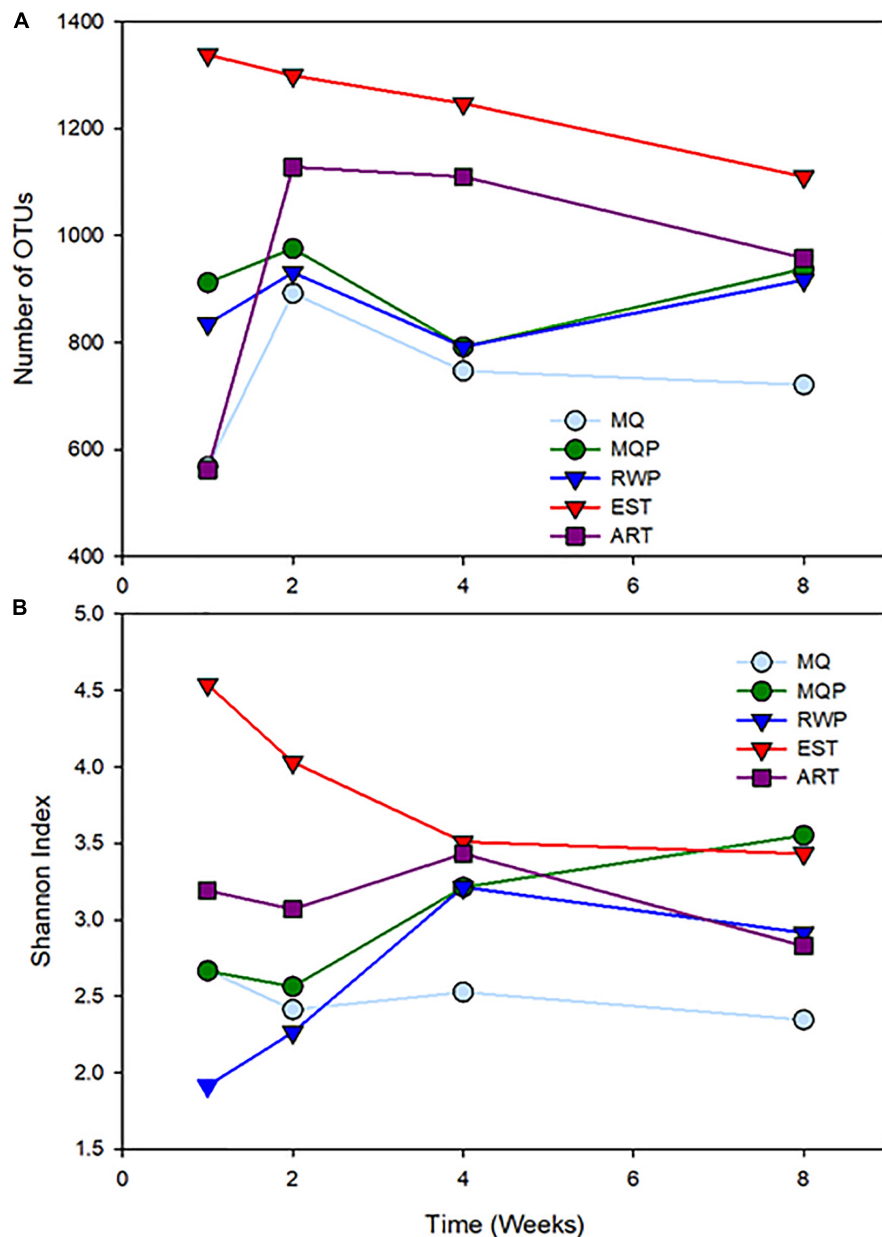 A
1400
1200
1000
800
600
400
Number of OTUs
MQ
MQP
RWP
EST
ART
0 2 4 6 8
B
5.0
4.5
4.0
3.5
3.0
2.5
2.0
1.5
Shannon Index
MQ
MQP
RWP
EST
ART
0 2 4 6 8
Time (Weeks)